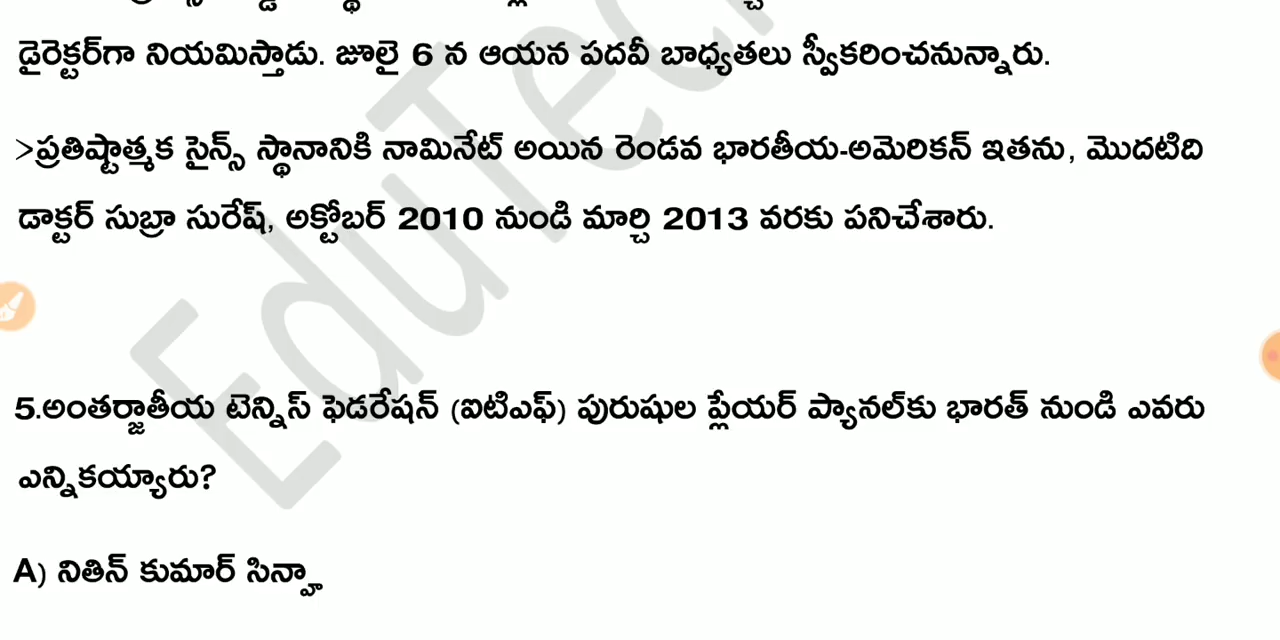 డైరెక్టర్‌గా నియమిస్తాడు. జూలై 6 న ఆయన పదవీ బాధ్యతలు స్వీకరించనున్నారు.
>ప్రతిష్టాత్మక సైన్స్ స్థానానికి నామినేట్ అయిన రెండవ భారతీయ-అమెరికన్ ఇతను, మొదటిది
డాక్టర్ సుబ్రా సురేష్, అక్టోబర్ 2010 నుండి మార్చి 2013 వరకు పనిచేశారు.
5.అంతర్జాతీయ టెన్నిస్ ఫెడరేషన్ (ఐటిఎఫ్) పురుషుల ప్లేయర్ ప్యానల్‌కు భారత్ నుండి ఎవరు
ఎన్నికయ్యారు?
A) నితిన్ కుమార్ సిన్హా
EduTec